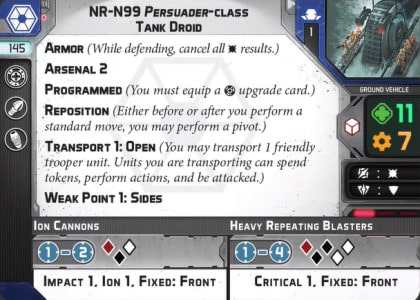 NR-N99 Persuader-class
Tank Droid
1
145
Armor (While defending, cancel all results.)
Arsenal 2
Programmed (You must equip a upgrade card.)
Reposition (Either before or after you perform a
standard move, you may perform a pivot.)
Transport 1: Open (You may transport 1 friendly
trooper unit. Units you are transporting can spend
tokens, perform actions, and be attacked.)
Weak Point 1: Sides
Ground Vehicle
11
7
: 
: 
Ion Cannons
1-2
Impact 1, Ion 1, Fixed: Front
Heavy Repeating Blasters
1-4
Critical 1, Fixed: Front